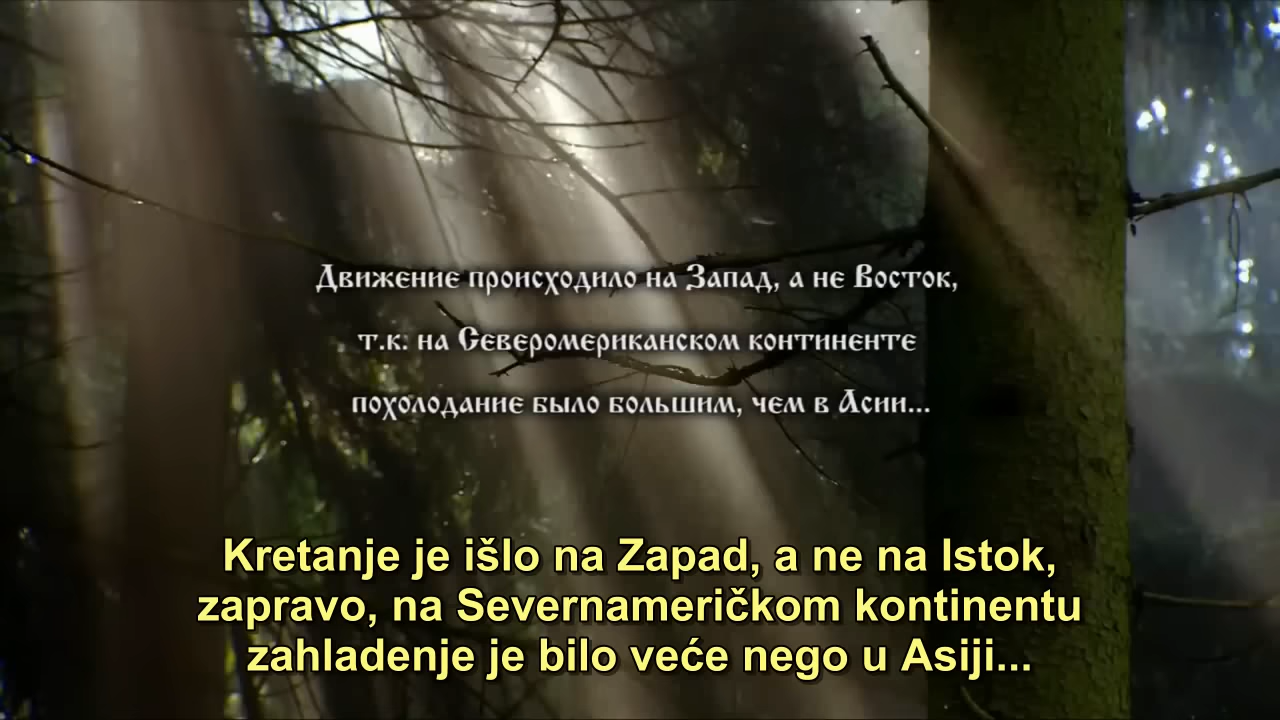 Движение происходило на Запад, а не Восток,
т.к. на Северомериканском континенте
похолодание было большим, чем в Асии...
Kretanje je išlo na Zapad, a ne na Istok,
zapravo, na Severnameričkom kontinentu
zahladenje je bilo veće nego u Asiji...